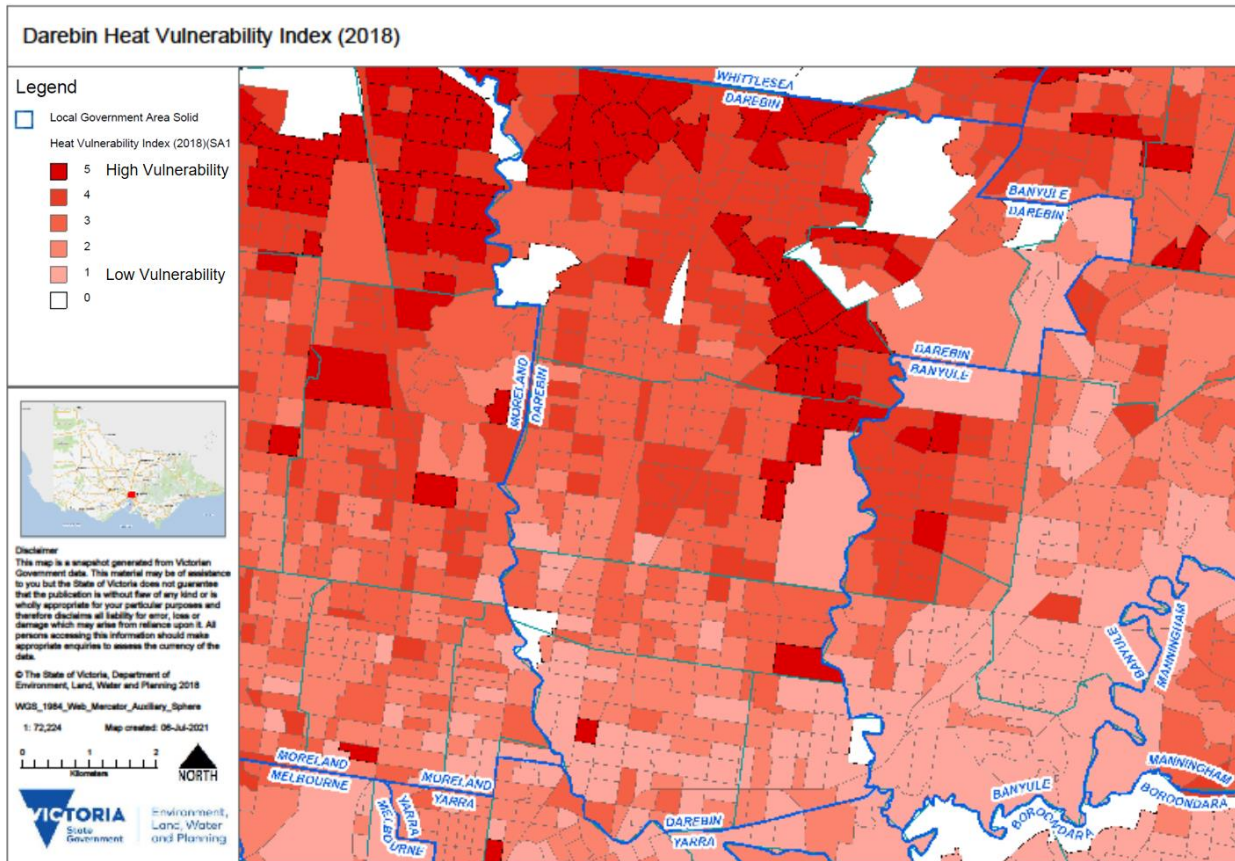 Darebin Heat Vulnerability Index (2018)
Legend
Local Government Area Solid
Heat Vulnerability Index (2018)(SA1
5 High Vulnerability
4
3
2
1 Low Vulnerability
0
Disclaimer
This map is a snapshot generated from Victorian
Government data. This material may be of assistance
to you but the State of Victoria does not guarantee
that the publication is without flaw of any kind or is
wholly appropriate for your particular purposes and
therefore disclaims all liability for error, loss or
damage which may arise from reliance upon it. All
persons accessing this information should make
appropriate enquiries to assess the currency of the
data.
© The State of Victoria, Department of
Environment, Land, Water and Planning 2018
WGS_1984_Web_Mercator_Auxiliary_Sphere
1: 72,224 Map created: 06-Jul-2021
0 1 2
Kilometers
NORTH
VICTORIA
State
Government
Environment,
Land, Water
and Planning
WHITTLESEA
DAREBIN
BANYULE
DAREBIN
MORELAND
DAREBIN
DAREBIN
BANYULE
BANYULE
MANNINGHAM
MORELAND
MELBOURNE
MORELAND
YARRA
YARRA
MELBOURNE
DAREBIN
YARRA
BANYULE
BOROONDARA
MANNINGHAM
BOROONDARA